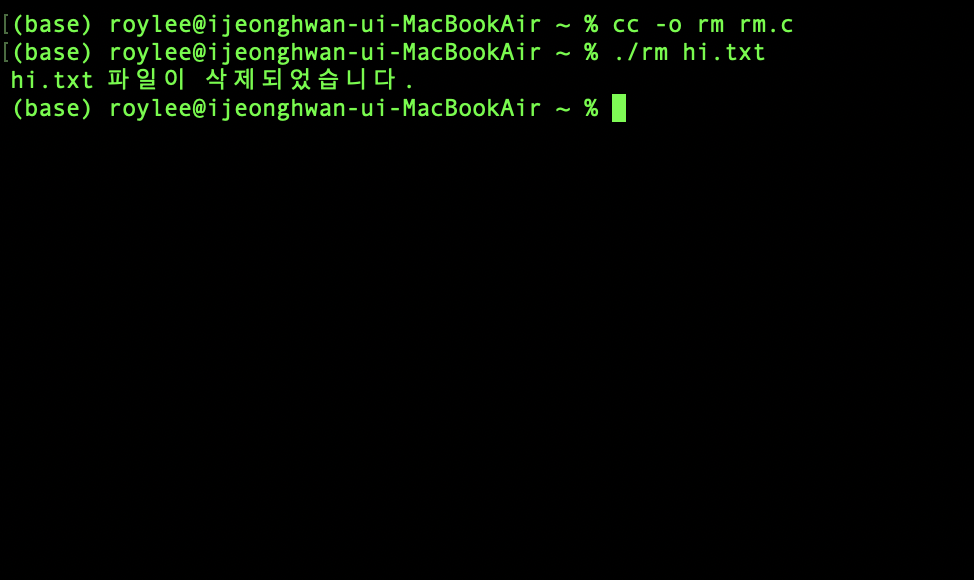 [(base) roylee@ijeonghwan-ui-MacBookAir ~ % cc -o rm rm.c
[(base) roylee@ijeonghwan-ui-MacBookAir ~ % ./rm hi.txt
hi.txt 파일이 삭제되었습니다.
(base) roylee@ijeonghwan-ui-MacBookAir ~ %